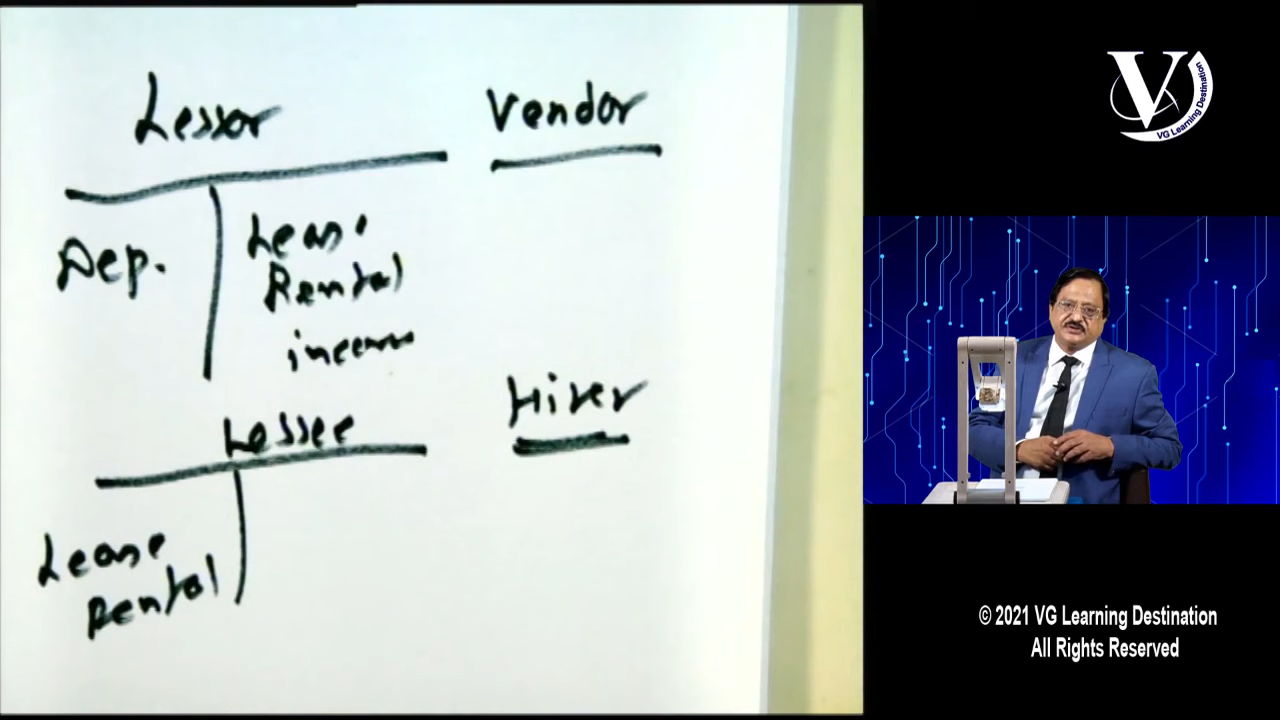 Lessor
Vendor
Dep.
Lease
Rental
income
Lessee
Hirer
Lease
Rental
V
VG Learning Destination
© 2021 VG Learning Destination
All Rights Reserved